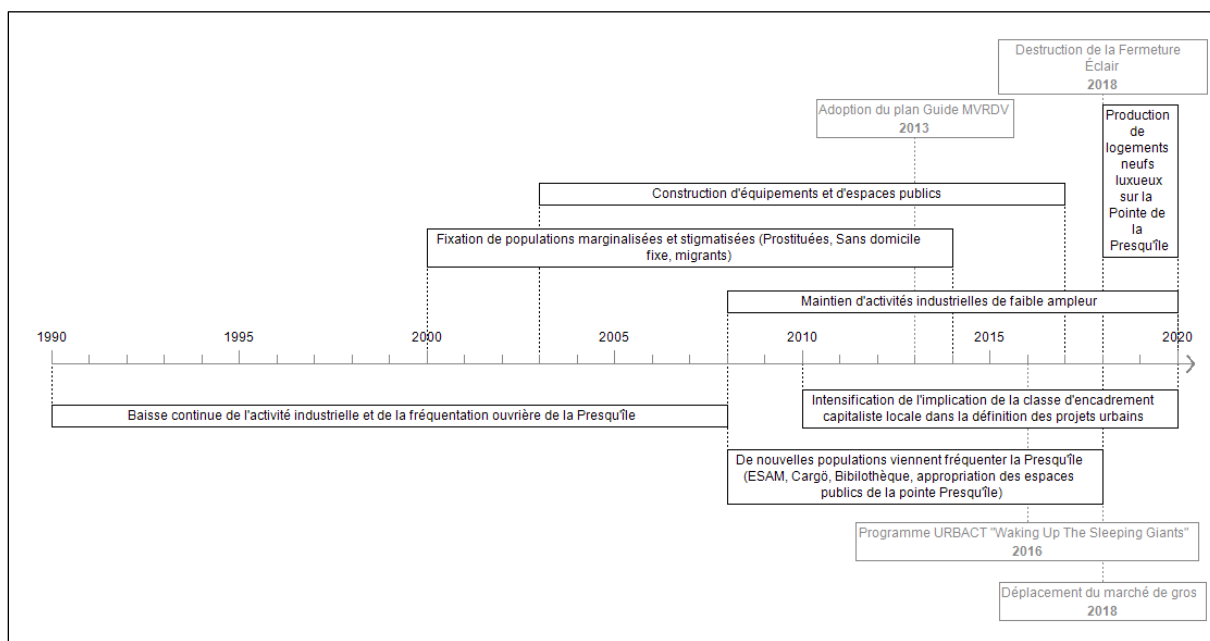 Destruction de la Fermeture
Éclair
2018
Adoption du plan Guide MVRDV
2013
Production
de
logements
neufs
luxueux
sur la
Pointe de
la
Presqu'île
Construction d'équipements et d'espaces publics
Fixation de populations marginalisées et stigmatisées (Prostituées, Sans domicile
fixe, migrants)
Maintien d'activités industrielles de faible ampleur
1990 1995 2000 2005 2010 2015 2020
Baisse continue de l'activité industrielle et de la fréquentation ouvrière de la Presqu'île
Intensification de l'implication de la classe d'encadrement
capitaliste locale dans la définition des projets urbains
De nouvelles populations viennent fréquenter la Presqu'île
(ESAM, Cargö, Bibilothèque, appropriation des espaces
publics de la pointe Presqu'île)
Programme URBACT "Waking Up The Sleeping Giants"
2016
Déplacement du marché de gros
2018